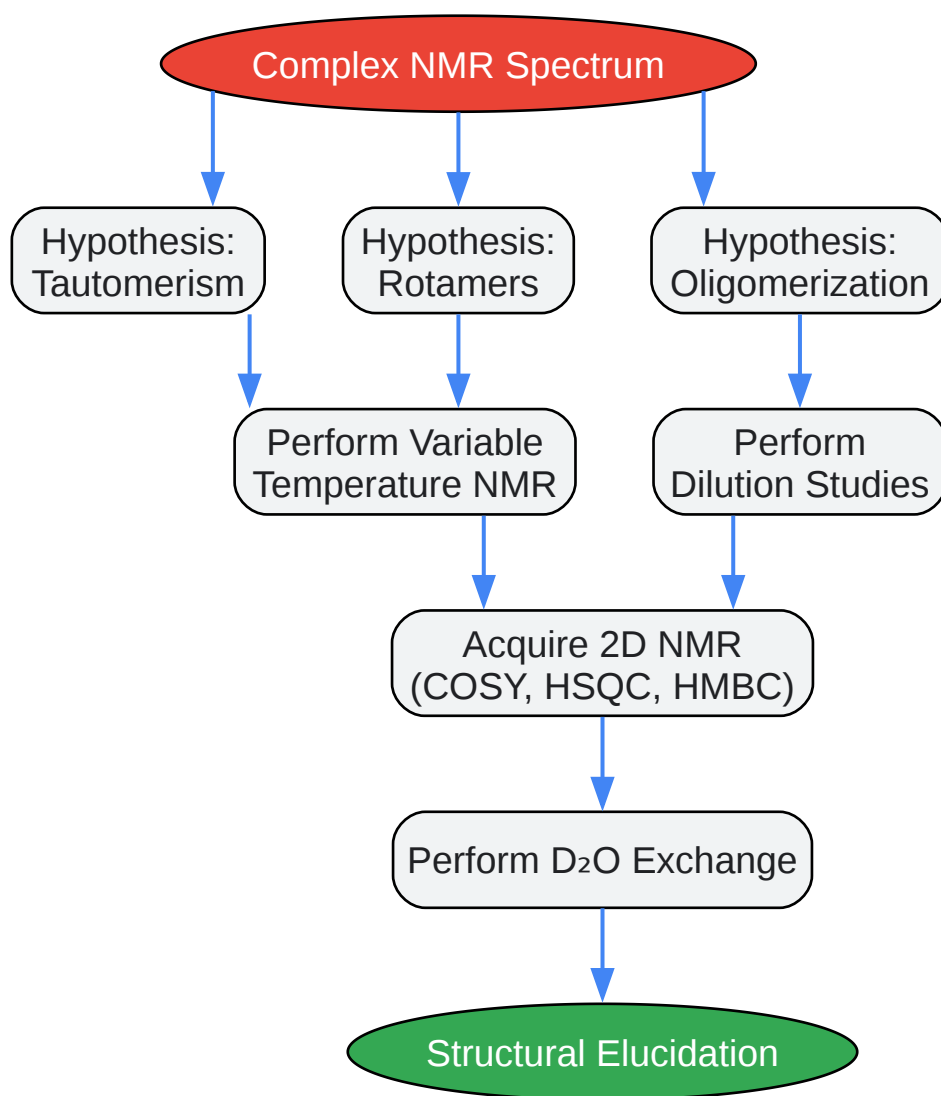 Complex NMR Spectrum
Hypothesis:
Tautomerism
Hypothesis:
Rotamers
Hypothesis:
Oligomerization
Perform Variable
Temperature NMR
Perform
Dilution Studies
Acquire 2D NMR
(COSY, HSQC, HMBC)
Perform D₂O Exchange
Structural Elucidation